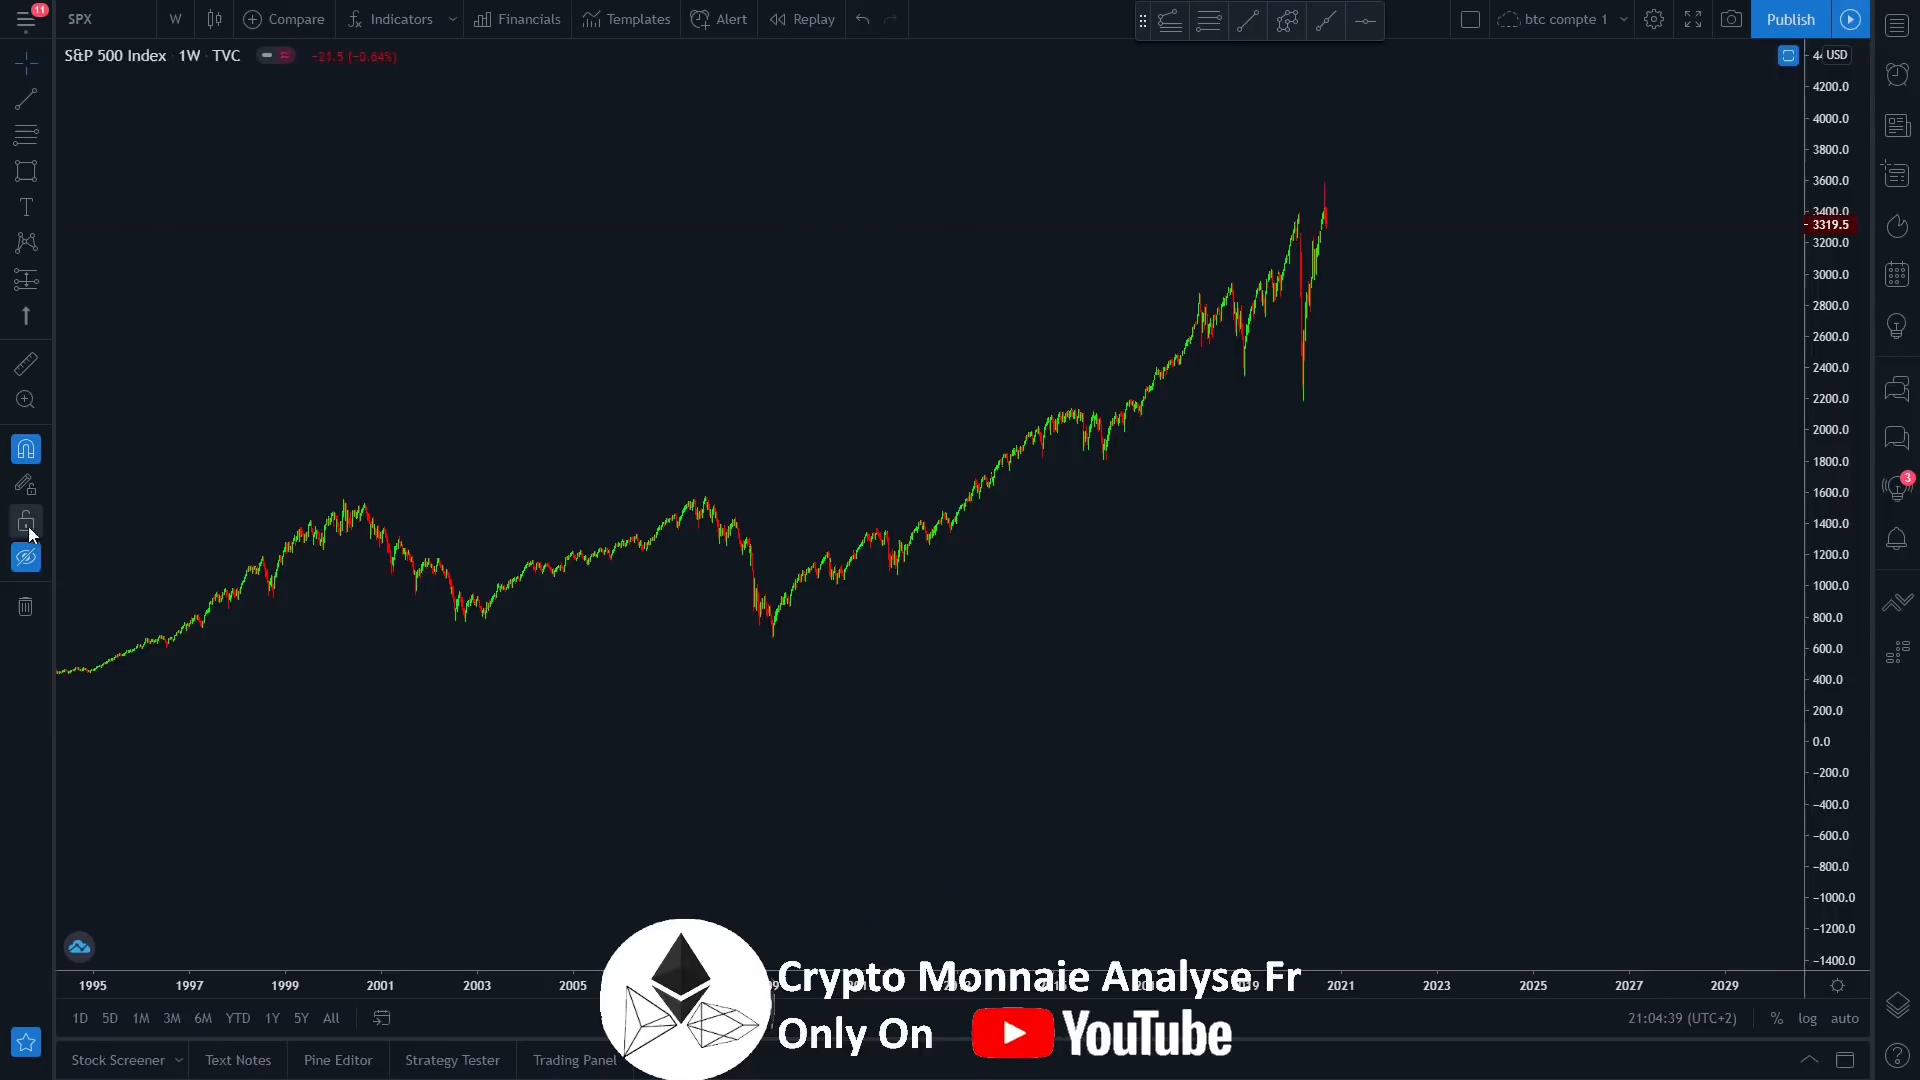 11
SPX
W
Compare
Indicators
Financials
Templates
Alert
Replay
btc compte 1
Publish
S&P 500 Index · 1W · TVC
-21.5 (-0.64%)
USD
4200.0
4000.0
3800.0
3600.0
3400.0
3319.5
3200.0
3000.0
2800.0
2600.0
2400.0
2200.0
2000.0
1800.0
1600.0
1400.0
1200.0
1000.0
800.0
600.0
400.0
200.0
0.0
-200.0
-400.0
-600.0
-800.0
-1000.0
-1200.0
-1400.0
3
1995 1997 1999 2001 2003 2005 2021 2023 2025 2027 2029
Crypto Monnaie Analyse Fr
Only On YouTube
1D 5D 1M 3M 6M YTD 1Y 5Y All
21:04:39 (UTC+2) % log auto
Stock Screener Text Notes Pine Editor Strategy Tester Trading Panel